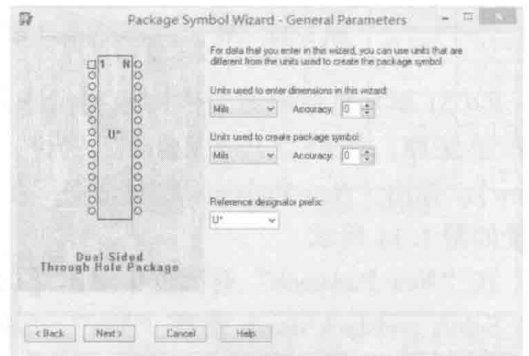 Package Symbol Wizard - General Parameters
For data that you enter in this wizard, you can use units that are
different from the units used to create the package symbol
Units used to enter dimensions in this wizard:
Mils Accuracy: 0
Units used to create package symbol:
Mils Accuracy: 0
Reference designator prefix:
U*
1 N
U*
Dual Sided
Through Hole Package
< Back Next > Cancel Help